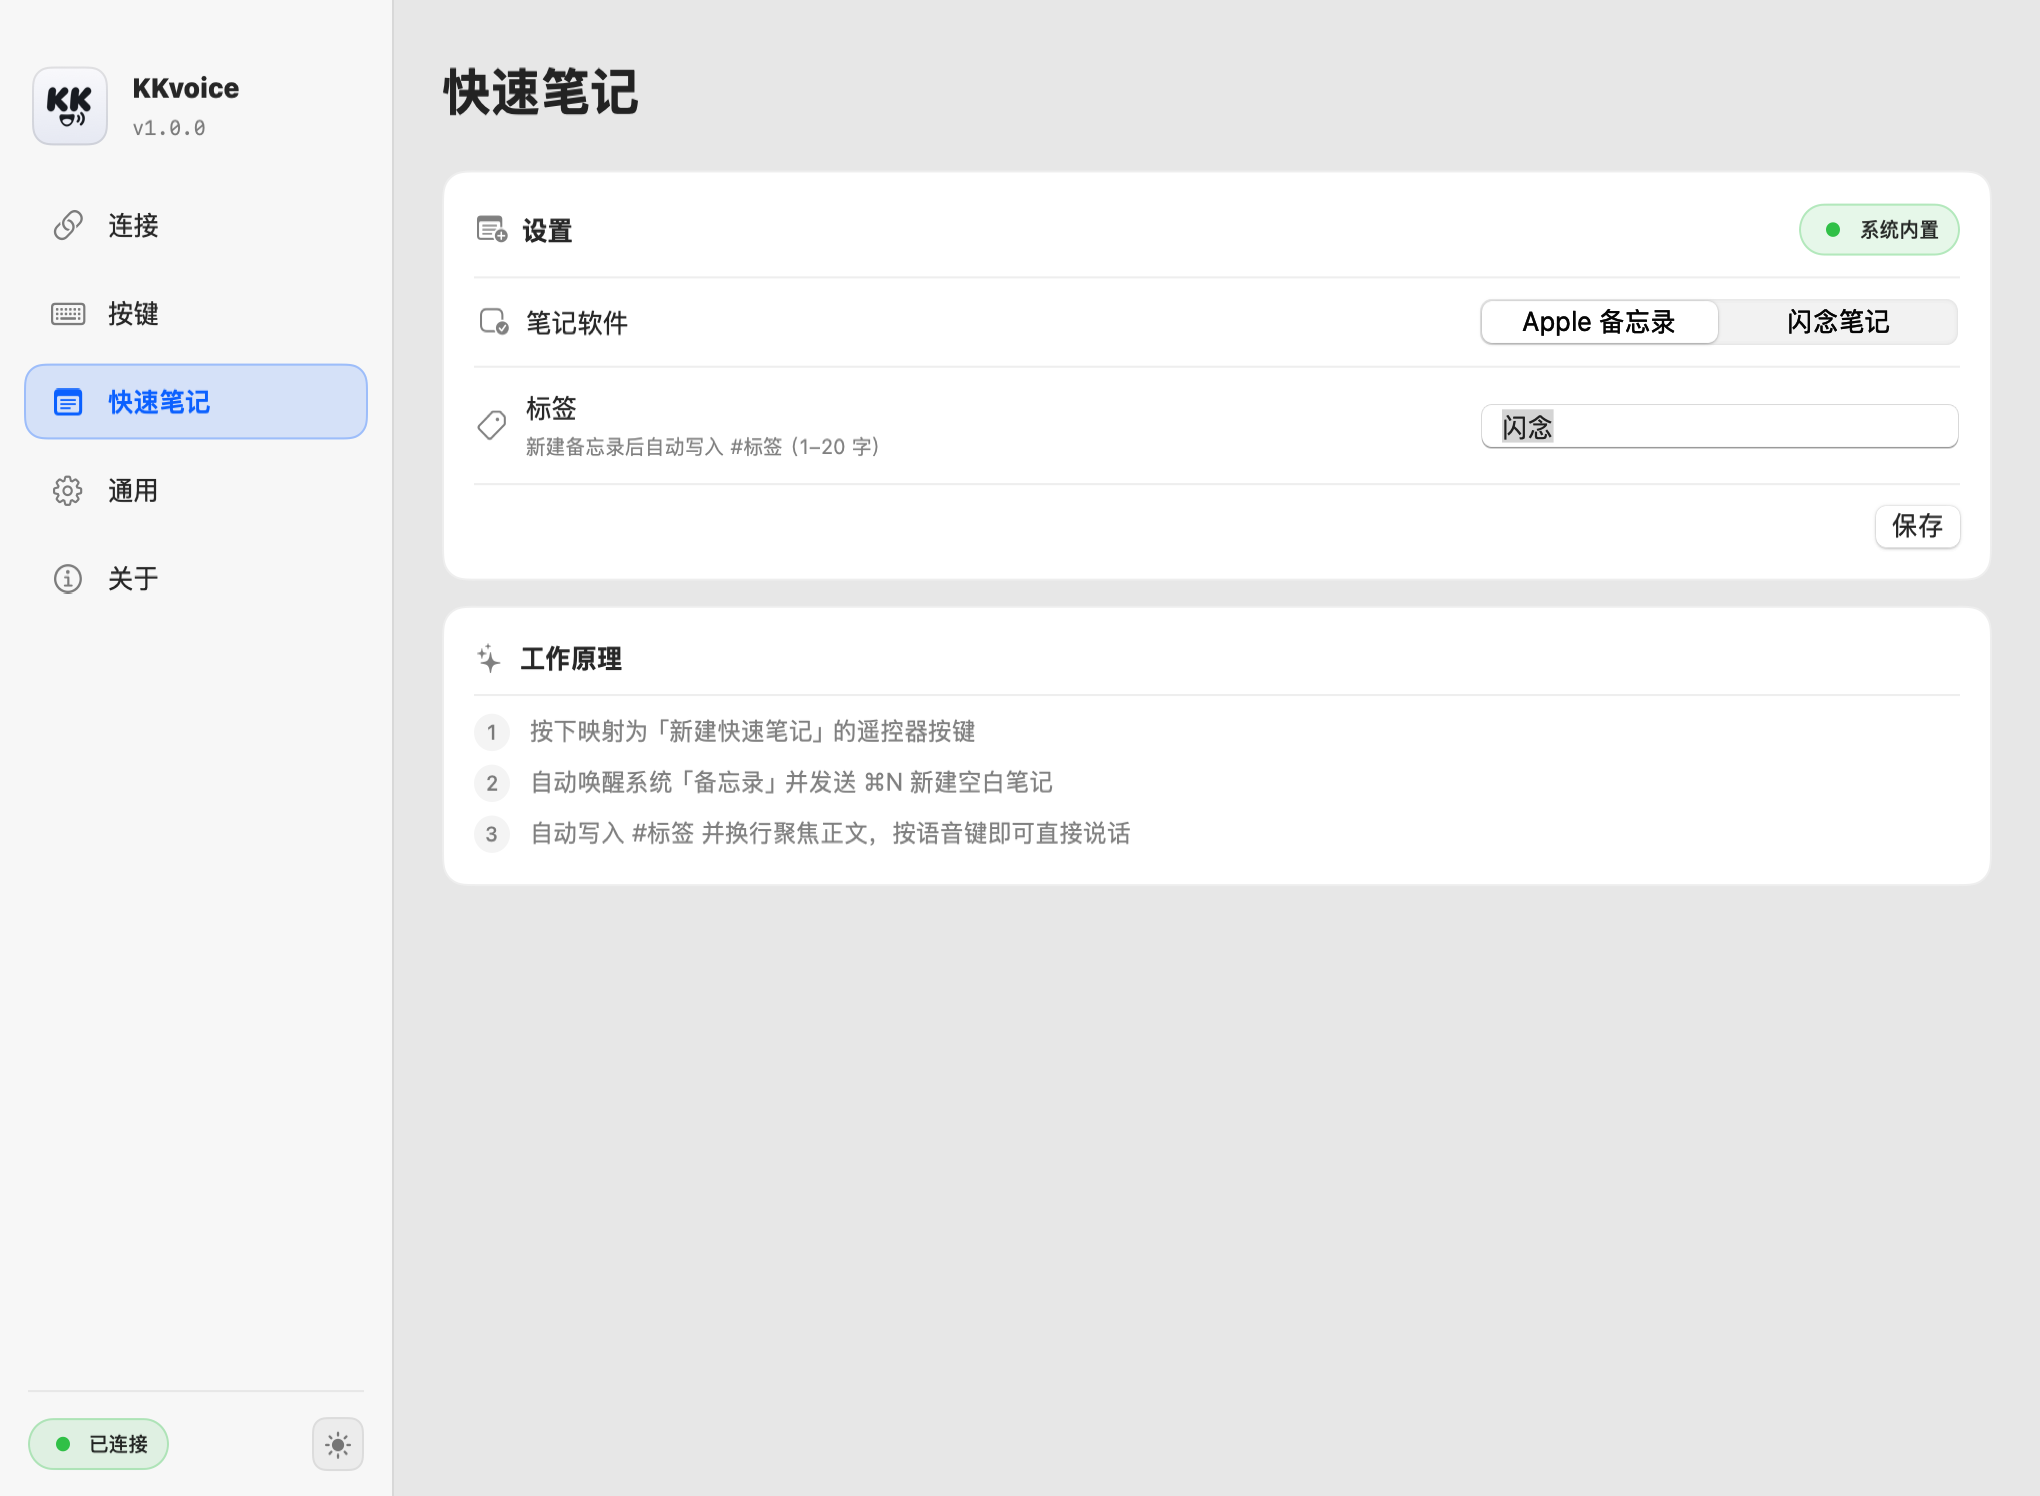 KK
KKvoice
v1.0.0
连接
按键
快速笔记
通用
关于
已连接
快速笔记
设置
系统内置
笔记软件
Apple 备忘录
闪念笔记
标签
新建备忘录后自动写入 #标签 (1–20 字)
闪念
保存
工作原理
1 按下映射为「新建快速笔记」的遥控器按键
2 自动唤醒系统「备忘录」并发送 ⌘N 新建空白笔记
3 自动写入 #标签 并换行聚焦正文，按语音键即可直接说话